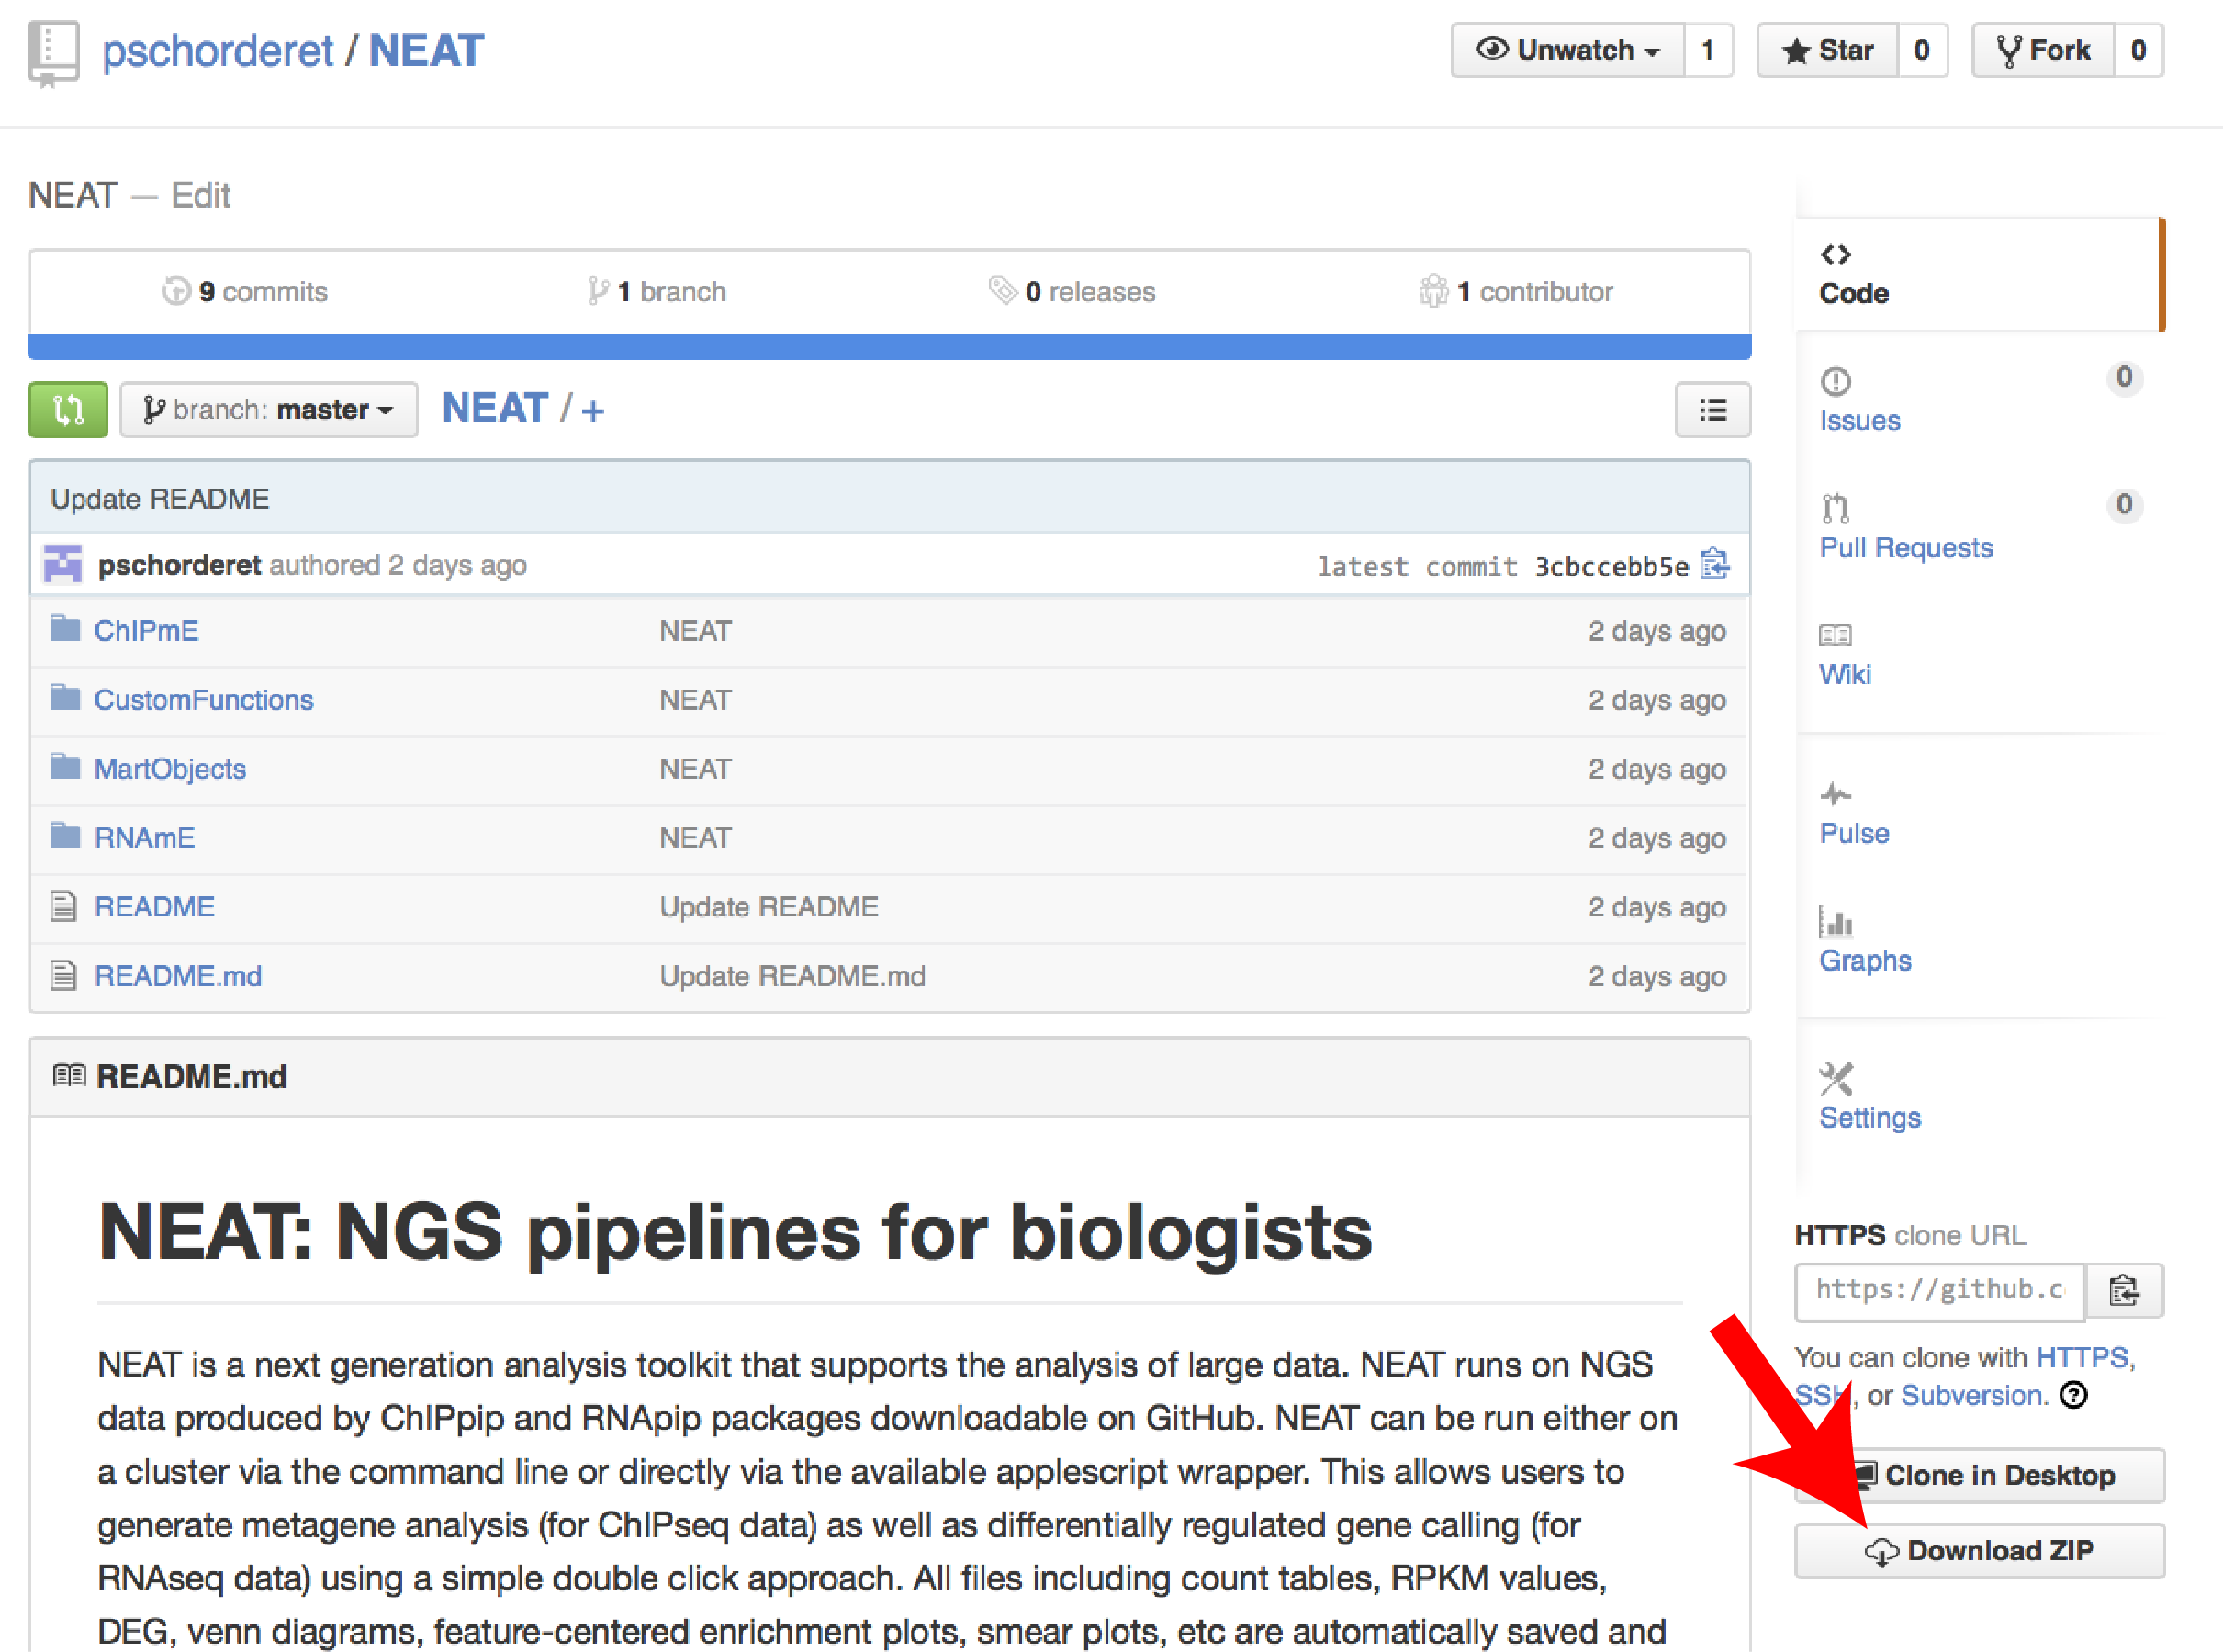 pschorderet / NEAT
Unwatch 1 Star 0 Fork 0
NEAT — Edit
9 commits 1 branch 0 releases 1 contributor
branch: master NEAT / +
Update README
pschorderet authored 2 days ago latest commit 3cbccebb5e
ChIPmE NEAT 2 days ago
CustomFunctions NEAT 2 days ago
MartObjects NEAT 2 days ago
RNAmE NEAT 2 days ago
README Update README 2 days ago
README.md Update README.md 2 days ago
README.md
NEAT: NGS pipelines for biologists
NEAT is a next generation analysis toolkit that supports the analysis of large data. NEAT runs on NGS
data produced by ChIPpip and RNApip packages downloadable on GitHub. NEAT can be run either on
a cluster via the command line or directly via the available applescript wrapper. This allows users to
generate metagene analysis (for ChIPseq data) as well as differentially regulated gene calling (for
RNAseq data) using a simple double click approach. All files including count tables, RPKM values,
DEG, venn diagrams, feature-centered enrichment plots, smear plots, etc are automatically saved and
Code
Issues 0
Pull Requests 0
Wiki
Pulse
Graphs
Settings
HTTPS clone URL
https://github.c
You can clone with HTTPS,
SSH, or Subversion.
Clone in Desktop
Download ZIP